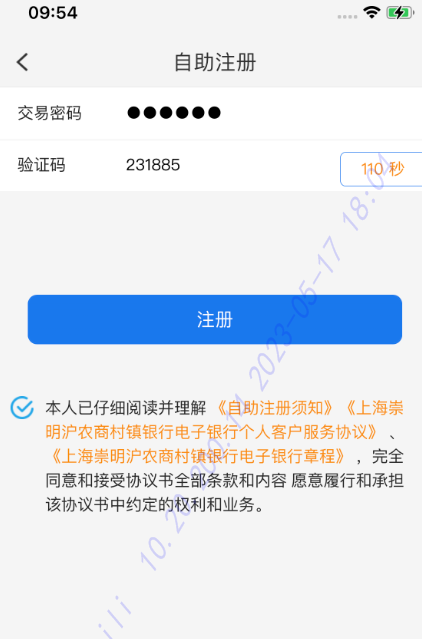 09:54
自助注册
交易密码 ●●●●●●
验证码 231885 110 秒
注册
本人已仔细阅读并理解《自助注册须知》《上海崇
明沪农商村镇银行电子银行个人客户服务协议》、
《上海崇明沪农商村镇银行电子银行章程》，完全
同意和接受协议书全部条款和内容 愿意履行和承担
该协议书中约定的权利和业务。